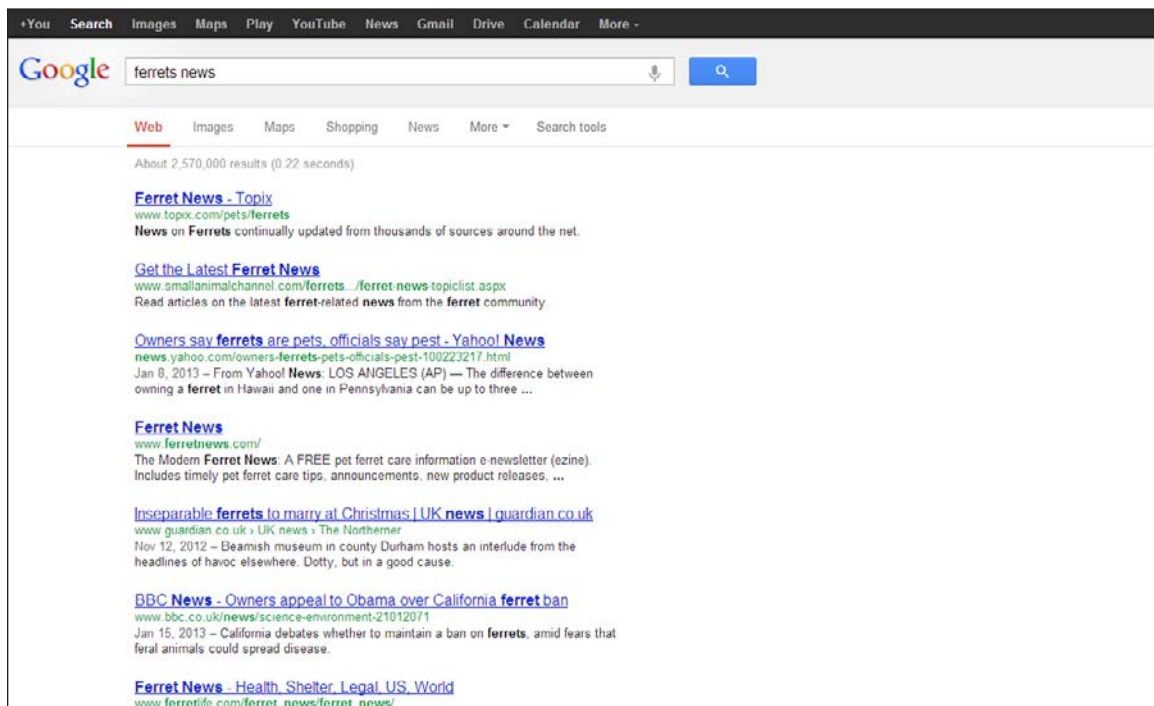 +You Search Images Maps Play YouTube News Gmail Drive Calendar More
Google ferrets news
Web Images Maps Shopping News More Search tools
About 2,570,000 results (0.22 seconds)
Ferret News - Topix
www.topix.com/pets/ferrets
News on Ferrets continually updated from thousands of sources around the net.
Get the Latest Ferret News
www.smallanimalchannel.com/ferrets.../ferret-news-topiclist.aspx
Read articles on the latest ferret-related news from the ferret community.
Owners say ferrets are pets, officials say pest - Yahoo! News
news.yahoo.com/owners-ferrets-pets-officials-pest-100223217.html
Jan 8, 2013 – From Yahoo! News: LOS ANGELES (AP) — The difference between
owning a ferret in Hawaii and one in Pennsylvania can be up to three ...
Ferret News
www.ferretnews.com/
The Modern Ferret News: A FREE pet ferret care information e-newsletter (ezine).
Includes timely pet ferret care tips, announcements, new product releases, ...
Inseparable ferrets to marry at Christmas | UK news | guardian.co.uk
www.guardian.co.uk › UK news › The Northerner
Nov 12, 2012 – Beamish museum in county Durham hosts an interlude from the
headlines of havoc elsewhere. Dotty, but in a good cause.
BBC News - Owners appeal to Obama over California ferret ban
www.bbc.co.uk/news/science-environment-21012071
Jan 15, 2013 – California debates whether to maintain a ban on ferrets, amid fears that
feral animals could spread disease.
Ferret News - Health, Shelter, Legal, US, World
www.ferretlife.com/ferret_news/ferret_news/